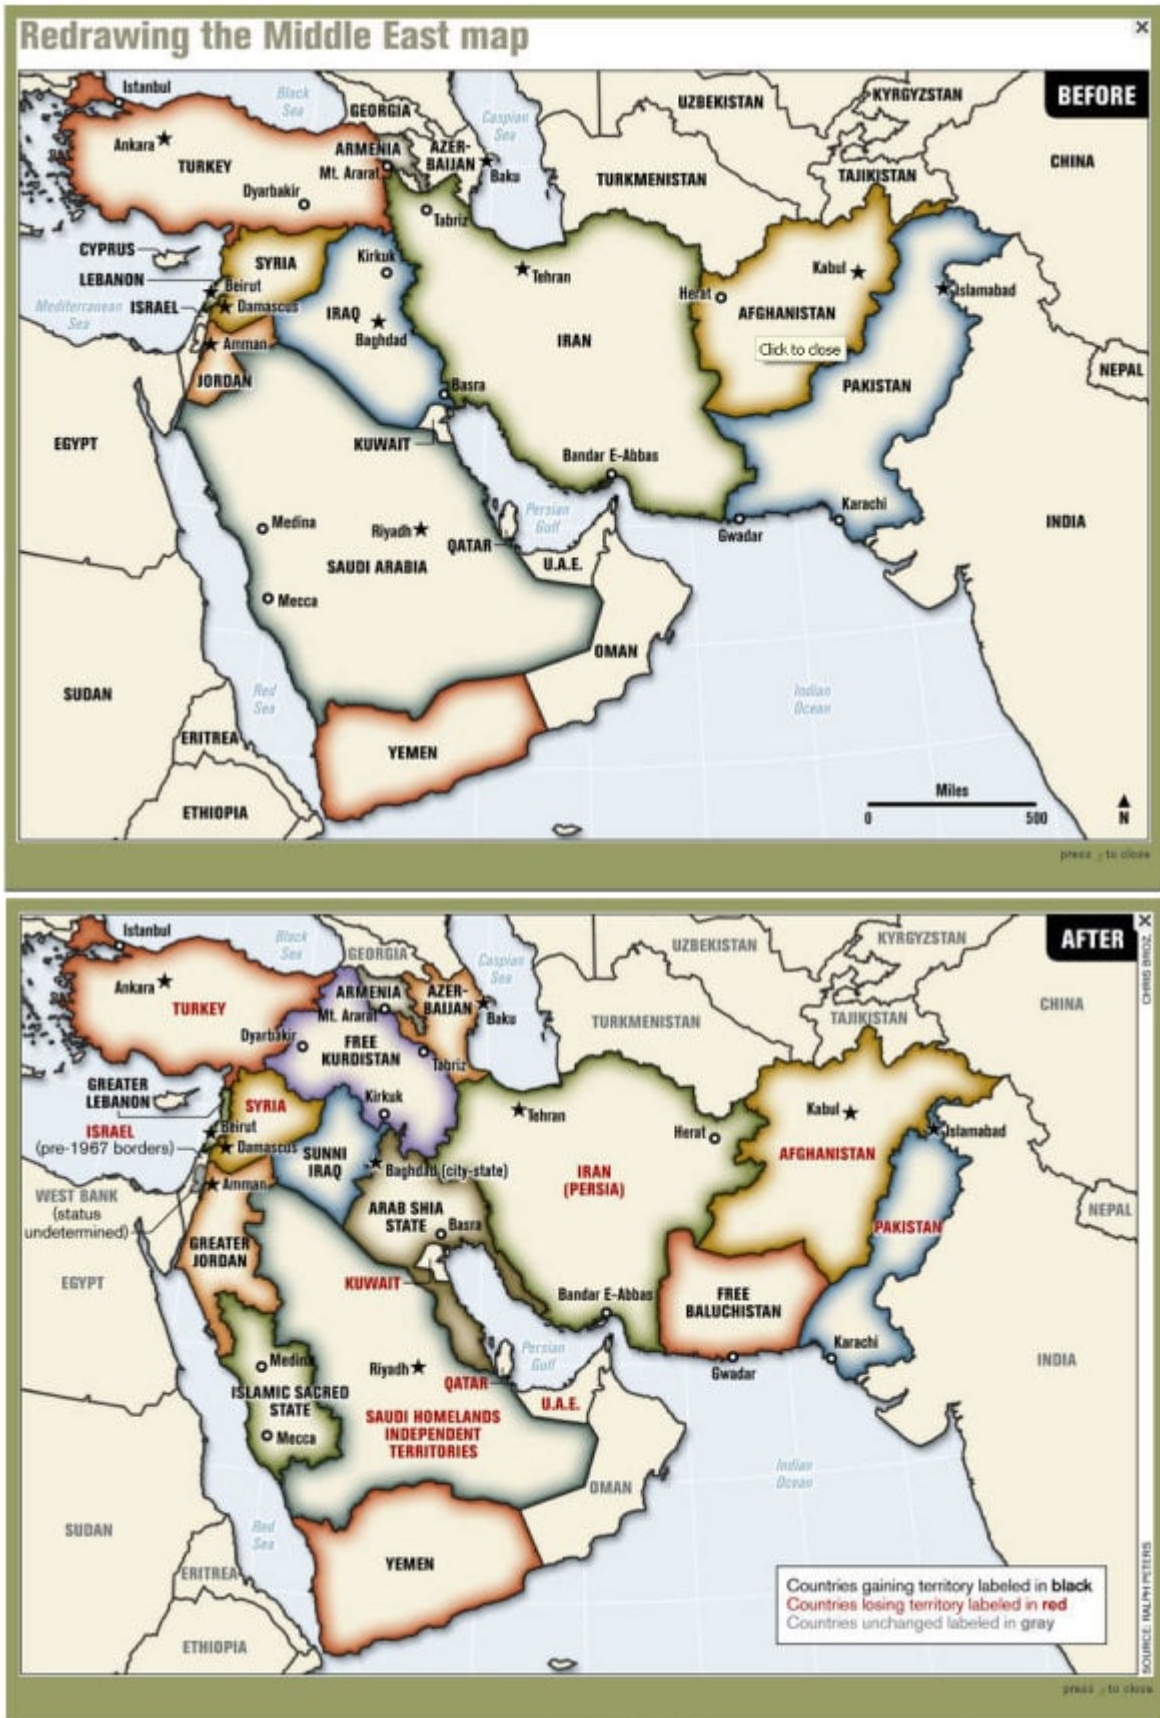 Redrawing the Middle East map
×
BEFORE
Istanbul
Black
Sea
GEORGIA
Caspian
Sea
UZBEKISTAN
KYRGYZSTAN
Ankara
TURKEY
ARMENIA
AZER-
BAIJAN
Mt. Ararat
Baku
TURKMENISTAN
TAJIKISTAN
CHINA
Dyarbakir
Tabriz
CYPRUS
LEBANON
SYRIA
Kirkuk
Tehran
Kabul
Beirut
Herat
Islamabad
Mediterranean
Sea
ISRAEL
Damascus
IRAQ
Baghdad
IRAN
AFGHANISTAN
Amman
Click to close
JORDAN
Basra
PAKISTAN
NEPAL
EGYPT
KUWAIT
Bandar E-Abbas
Medina
Riyadh
Persian
Gulf
Karachi
Gwadar
INDIA
QATAR
SAUDI ARABIA
U.A.E.
Mecca
OMAN
SUDAN
Red
Sea
Indian
Ocean
ERITREA
YEMEN
ETHIOPIA
Miles
0
500
N
press to close
×
AFTER
CHRIS BROZ,
Istanbul
Black
Sea
GEORGIA
Caspian
Sea
UZBEKISTAN
KYRGYZSTAN
Ankara
TURKEY
ARMENIA
AZER-
BAIJAN
Mt. Ararat
Baku
TURKMENISTAN
TAJIKISTAN
CHINA
Dyarbakir
FREE
KURDISTAN
Tabriz
GREATER
LEBANON
SYRIA
Kirkuk
Tehran
Kabul
ISRAEL
(pre-1967 borders)
Beirut
Herat
Islamabad
Damascus
SUNNI
IRAQ
Baghdad (city-state)
AFGHANISTAN
IRAN
(PERSIA)
WEST BANK
(status
undetermined)
Amman
ARAB SHIA
STATE
Basra
PAKISTAN
NEPAL
GREATER
JORDAN
EGYPT
KUWAIT
Bandar E-Abbas
FREE
BALUCHISTAN
Medina
Riyadh
Persian
Gulf
Karachi
Gwadar
INDIA
ISLAMIC SACRED
STATE
QATAR
U.A.E.
Mecca
SAUDI HOMELANDS
INDEPENDENT
TERRITORIES
OMAN
Indian
Ocean
SUDAN
Red
Sea
YEMEN
ERITREA
ETHIOPIA
Countries gaining territory labeled in black
Countries losing territory labeled in red
Countries unchanged labeled in gray
SOURCE: RALPH PETERS
press to close